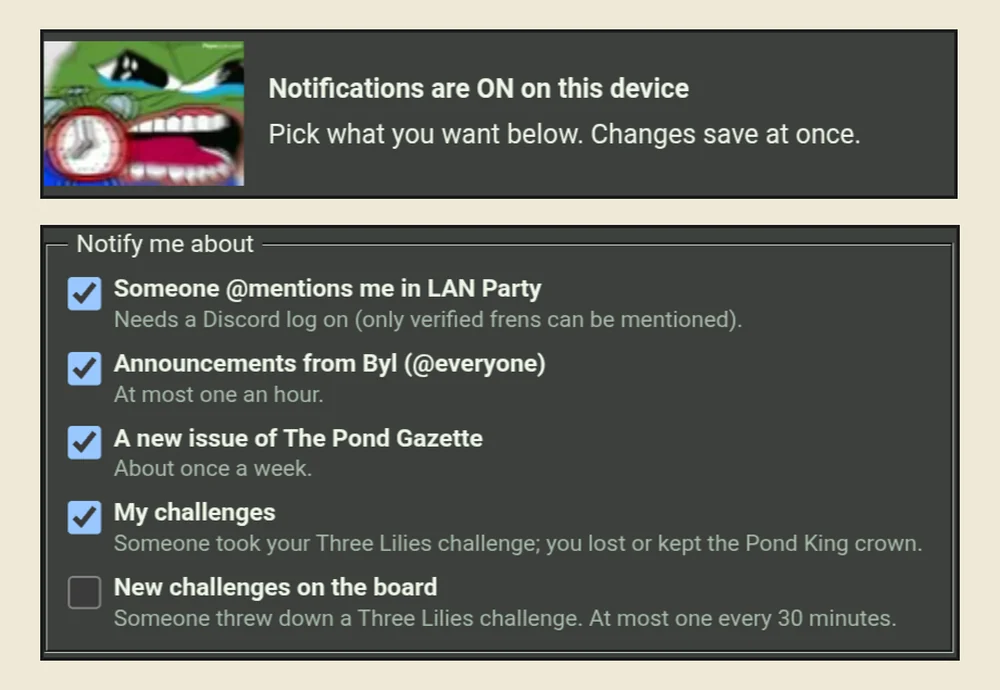 Notifications are ON on this device
Pick what you want below. Changes save at once.
Notify me about
Someone @mentions me in LAN Party
Needs a Discord log on (only verified frens can be mentioned).
Announcements from Byl (@everyone)
At most one an hour.
A new issue of The Pond Gazette
About once a week.
My challenges
Someone took your Three Lilies challenge; you lost or kept the Pond King crown.
New challenges on the board
Someone threw down a Three Lilies challenge. At most one every 30 minutes.